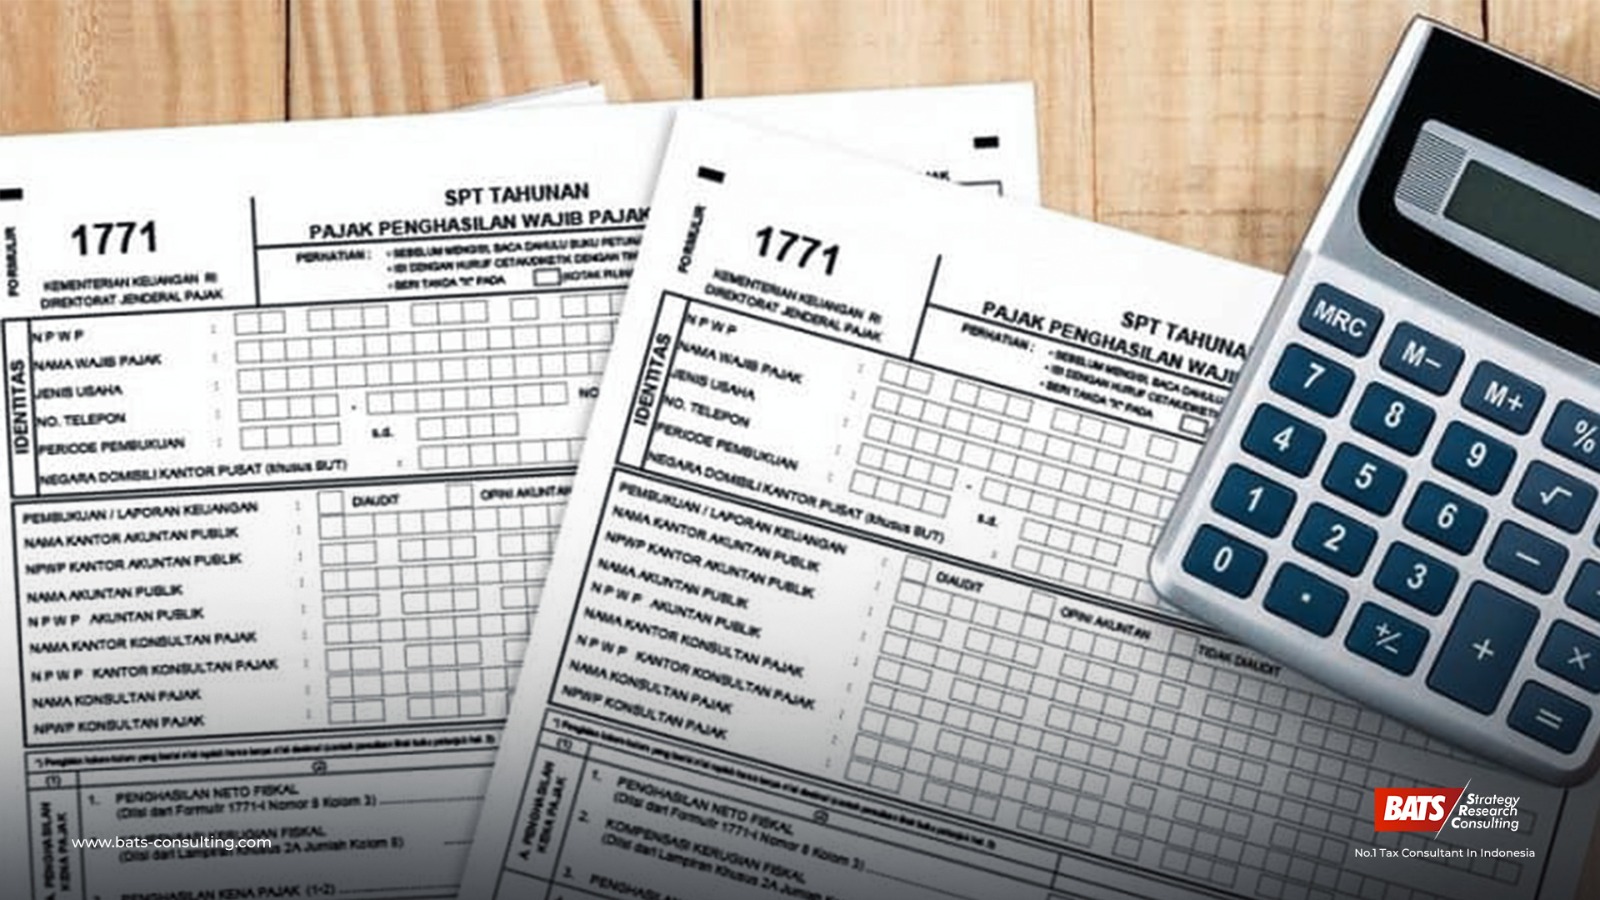 FORMULIR
1771
KEMENTERIAN KEUANGAN RI
DIREKTORAT JENDERAL PAJAK
SPT TAHUNAN
PAJAK PENGHASILAN WAJIB PAJAK
PERHATIAN :
• SEBELUM MENGISI, BACA DAHULU BUKU
• ISI DENGAN HURUF CETAK/DIKETIK DENGAN
• BERI TANDA "X" PADA
IDENTITAS
N P W P :
NAMA WAJIB PAJAK :
JENIS USAHA :
NO. TELEPON : -
PERIODE PEMBUKUAN : s.d.
NEGARA DOMISILI KANTOR PUSAT (khusus BUT) :
PEMBUKUAN / LAPORAN KEUANGAN : DIAUDIT OPINI AKUNTAN
NAMA KANTOR AKUNTAN PUBLIK :
NPWP KANTOR AKUNTAN PUBLIK :
NAMA AKUNTAN PUBLIK :
N P W P AKUNTAN PUBLIK :
NAMA KANTOR KONSULTAN PAJAK :
N P W P KANTOR KONSULTAN PAJAK :
NAMA KONSULTAN PAJAK :
NPWP KONSULTAN PAJAK :
(1) (2)
A. PENGHASILAN
KENA PAJAK
1. PENGHASILAN NETO FISKAL
(Diisi dari Formulir 1771-I Nomor 8 Kolom 3)
KOMPENSASI KERUGIAN FISKAL
(Diisi dari Lampiran Khusus 2A Jumlah Kolom 8)
3. PENGHASILAN KENA PAJAK (1-2)
FORMULIR
1771
KEMENTERIAN KEUANGAN RI
DIREKTORAT JENDERAL PAJAK
SPT TAHUNA
PAJAK PENGHASILAN WAJI
PERHATIAN :
• SEBELUM MENGISI, BACA DAHULU
• ISI DENGAN HURUF CETAK/DIKETIK
• BERI TANDA "X" PADA
IDENTITAS
N P W P :
NAMA WAJIB PAJAK :
JENIS USAHA :
NO. TELEPON : -
PERIODE PEMBUKUAN : s.d.
NEGARA DOMISILI KANTOR PUSAT (khusus BUT) :
PEMBUKUAN / LAPORAN KEUANGAN : DIAUDIT OPINI AKUNTAN TIDAK DIAUDIT
NAMA KANTOR AKUNTAN PUBLIK :
NPWP KANTOR AKUNTAN PUBLIK :
NAMA AKUNTAN PUBLIK :
N P W P AKUNTAN PUBLIK :
NAMA KANTOR KONSULTAN PAJAK :
N P W P KANTOR KONSULTAN PAJAK :
NAMA KONSULTAN PAJAK :
NPWP KONSULTAN PAJAK :
(1) (2)
A. PENGHASILAN
KENA PAJAK
1. PENGHASILAN NETO FISKAL
(Diisi dari Formulir 1771-I Nomor 8 Kolom 3)
2. KOMPENSASI KERUGIAN FISKAL
(Diisi dari Lampiran Khusus 2A Jumlah
3.
MRC M− M+ %
7 8 9 √
4 5 6 −
1 2 3 + ×
0 . +/− =
www.bats-consulting.com
BATS Strategy
Research
Consulting
No.1 Tax Consultant In Indonesia